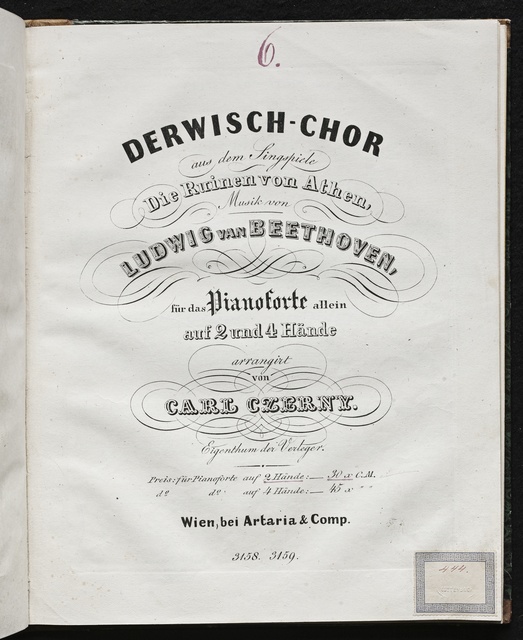 6.
DERWISCH-CHOR
aus dem Singspiele
Die Ruinen von Athen,
Musik von
LUDWIG VAN BEETHOVEN,
für das Pianoforte allein
auf 2 und 4 Hände
arrangirt
von
CARL CZERNY.
Eigenthum der Verleger.
Preis: für Pianoforte auf 2 Hände:— 30 x C.M.
dº dº auf 4 Hände:— 45 x " "
Wien, bei Artaria & Comp.
3158. 3159.
444.